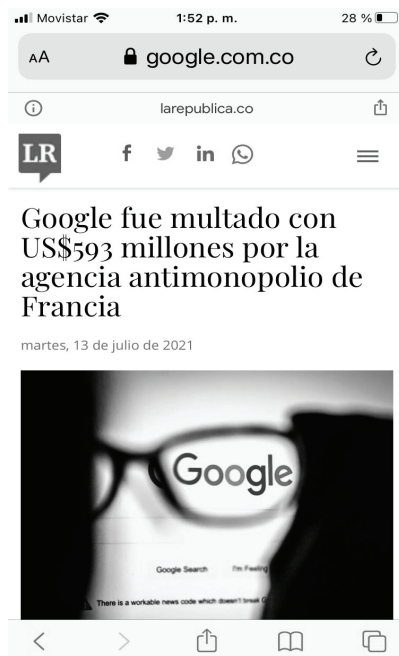 Movistar 1:52 p. m. 28 %
AA google.com.co
larepublica.co
LR f in
Google fue multado con
US$593 millones por la
agencia antimonopolio de
Francia
martes, 13 de julio de 2021
Google
Google Search I'm Feeling
There is a workable news code which doesn't break G